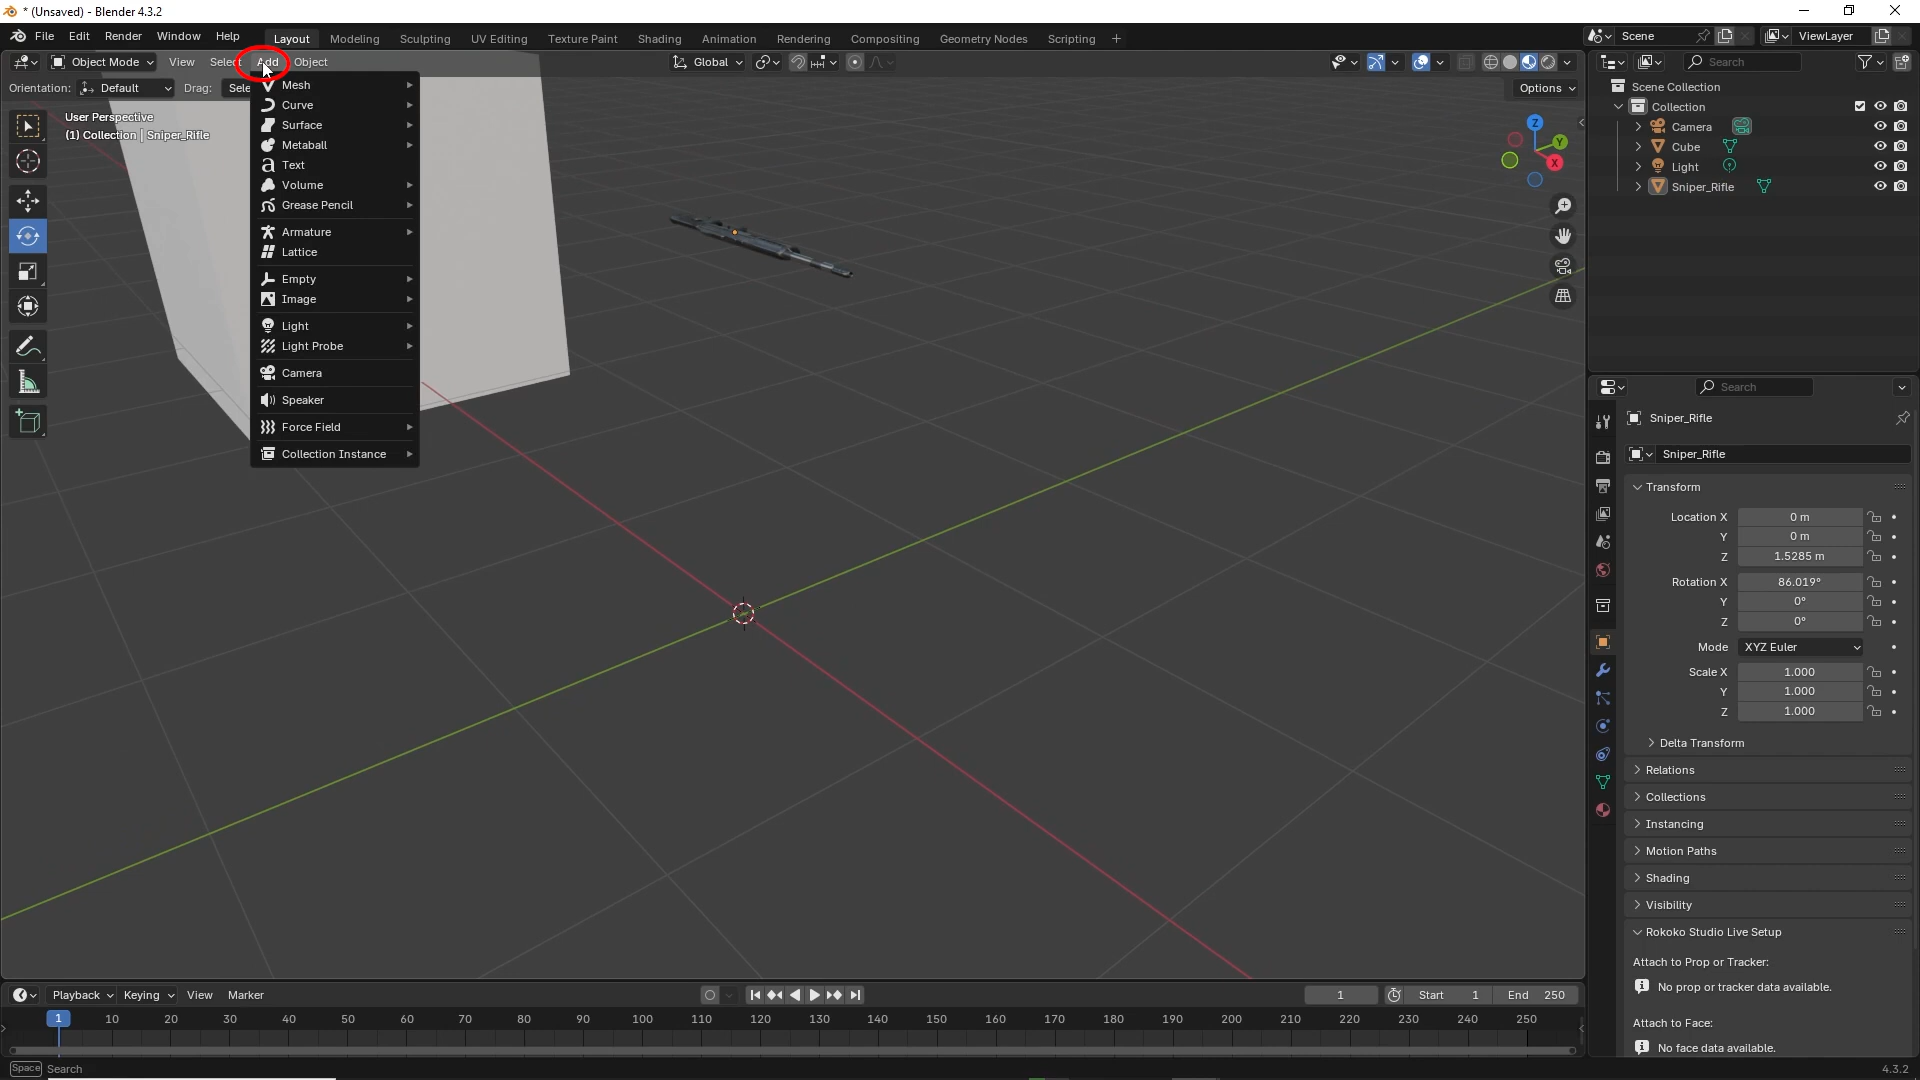 * (Unsaved) - Blender 4.3.2
File Edit Render Window Help Layout Modeling Sculpting UV Editing Texture Paint Shading Animation Rendering Compositing Geometry Nodes Scripting + Scene ViewLayer
Object Mode View Select Add Object Global Search
Orientation: Default Drag: Sele Options
User Perspective
(1) Collection | Sniper_Rifle
Mesh
Curve
Surface
Metaball
Text
Volume
Grease Pencil
Armature
Lattice
Empty
Image
Light
Light Probe
Camera
Speaker
Force Field
Collection Instance
Z
Y
X
Scene Collection
Collection
Camera
Cube
Light
Sniper_Rifle
Search
Sniper_Rifle
Sniper_Rifle
Transform
Location X 0 m
Y 0 m
Z 1.5285 m
Rotation X 86.019°
Y 0°
Z 0°
Mode XYZ Euler
Scale X 1.000
Y 1.000
Z 1.000
Delta Transform
Relations
Collections
Instancing
Motion Paths
Shading
Visibility
Rokoko Studio Live Setup
Attach to Prop or Tracker:
No prop or tracker data available.
Attach to Face:
No face data available.
Playback Keying View Marker 1 Start 1 End 250
1 10 20 30 40 50 60 70 80 90 100 110 120 130 140 150 160 170 180 190 200 210 220 230 240 250
Space Search 4.3.2